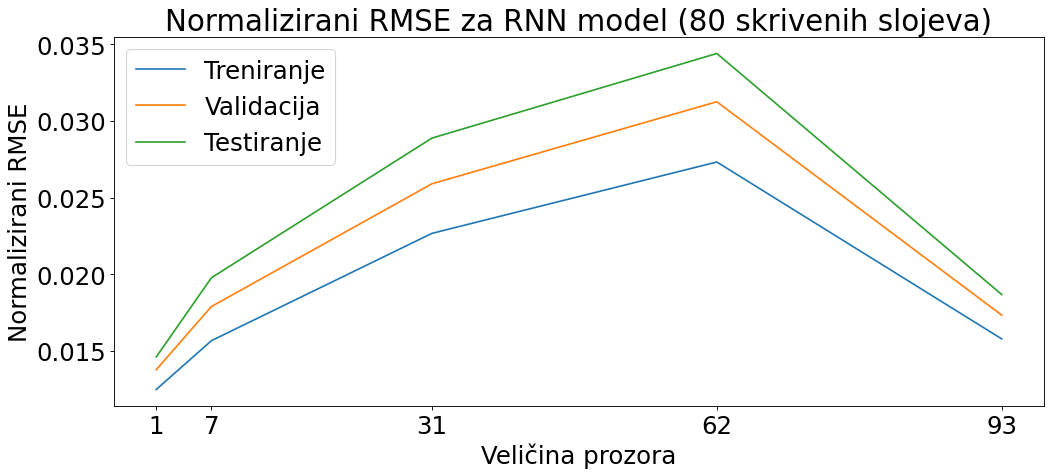 Normalizirani RMSE za RNN model (80 skrivenih slojeva)
Treniranje
Validacija
Testiranje
Normalizirani RMSE
0.035
0.030
0.025
0.020
0.015
1 7 31 62 93
Veličina prozora